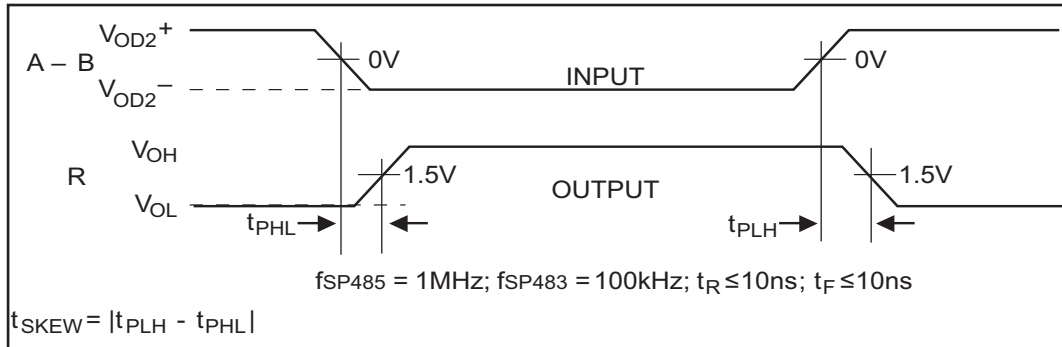 VOD2+
A – B
0V
0V
INPUT
VOD2–
VOH
R
1.5V
1.5V
OUTPUT
VOL
tPHL
tPLH
fSP485 = 1MHz; fSP483 = 100kHz; tR ≤10ns; tF ≤10ns
tSKEW = |tPLH - tPHL|